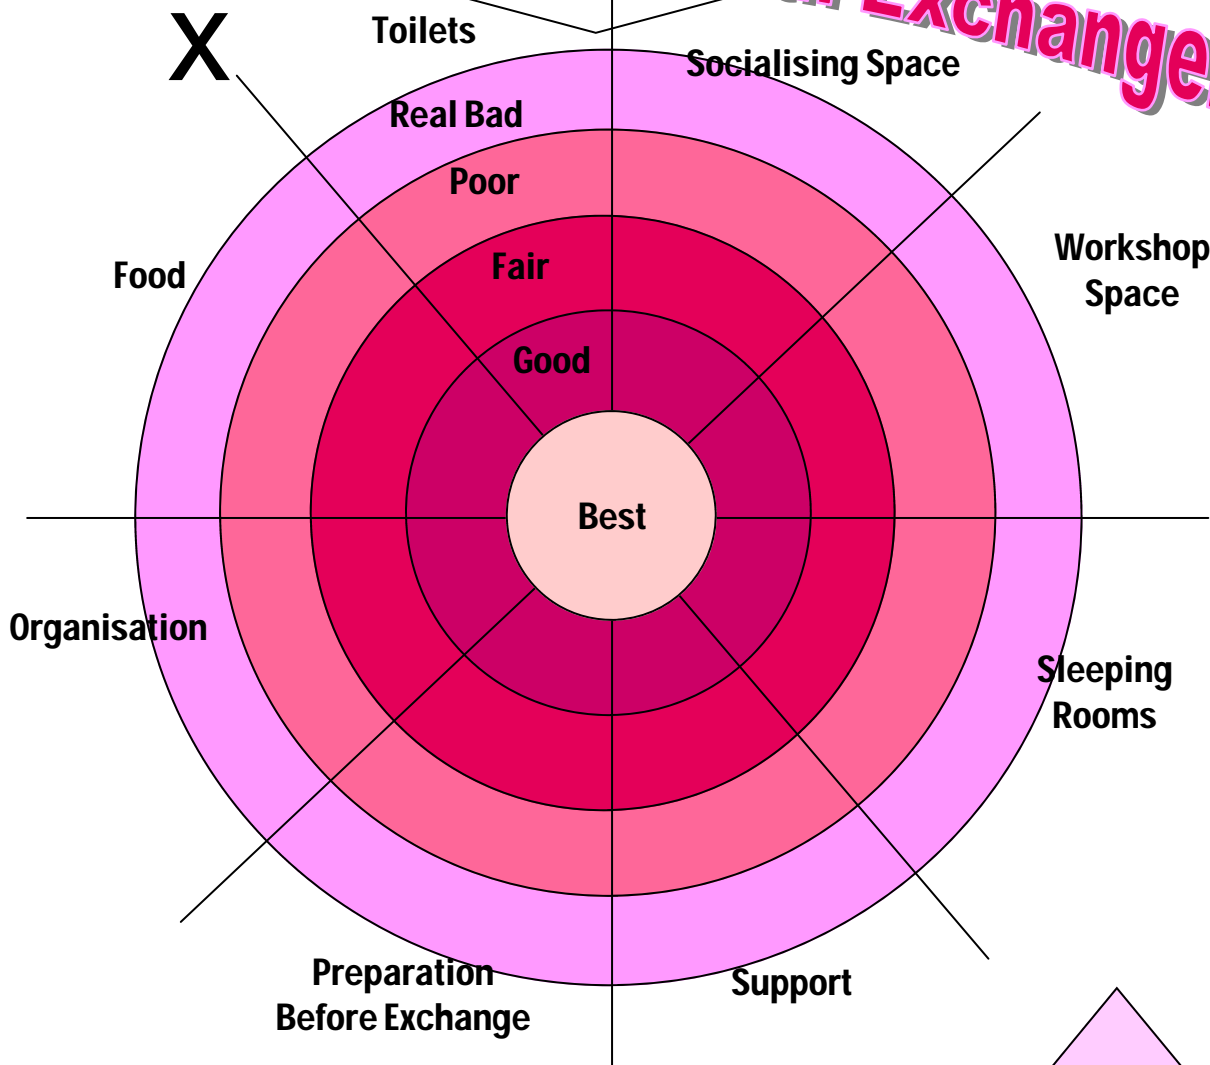 Exchange
X
Toilets
Socialising Space
Real Bad
Poor
Workshop
Space
Fair
Food
Good
Best
Organisation
Sleeping
Rooms
Preparation
Before Exchange
Support